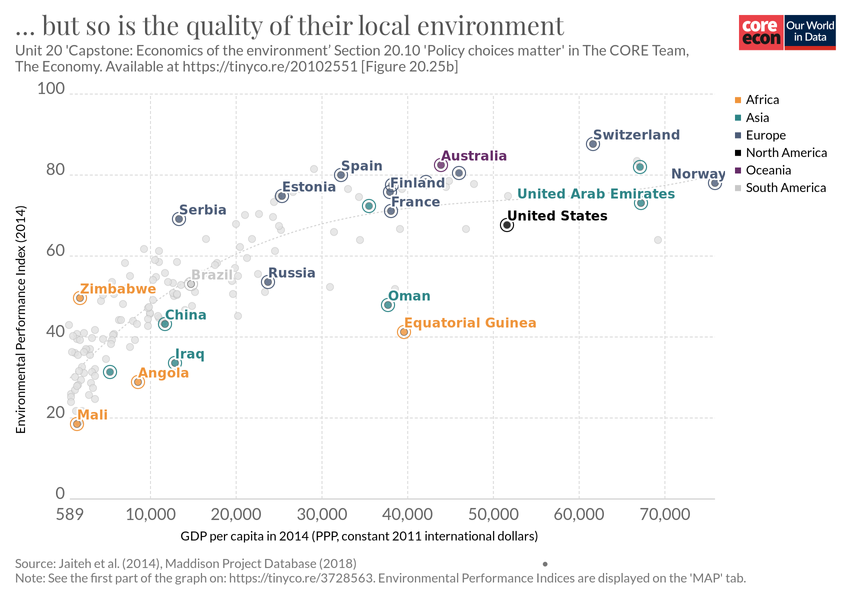 … but so is the quality of their local environment
Unit 20 'Capstone: Economics of the environment’ Section 20.10 'Policy choices matter' in The CORE Team,
The Economy. Available at https://tinyco.re/20102551 [Figure 20.25b]
core
econ
Our World
in Data
100
80
60
40
20
0
Environmental Performance Index (2014)
Switzerland
Australia
Spain
Norway
Finland
Estonia
United Arab Emirates
France
Serbia
United States
Russia
Brazil
Zimbabwe
Oman
China
Equatorial Guinea
Iraq
Angola
Mali
Africa
Asia
Europe
North America
Oceania
South America
589
10,000
20,000
30,000
40,000
50,000
60,000
70,000
GDP per capita in 2014 (PPP, constant 2011 international dollars)
Source: Jaiteh et al. (2014), Maddison Project Database (2018)
Note: See the first part of the graph on: https://tinyco.re/3728563. Environmental Performance Indices are displayed on the 'MAP' tab.